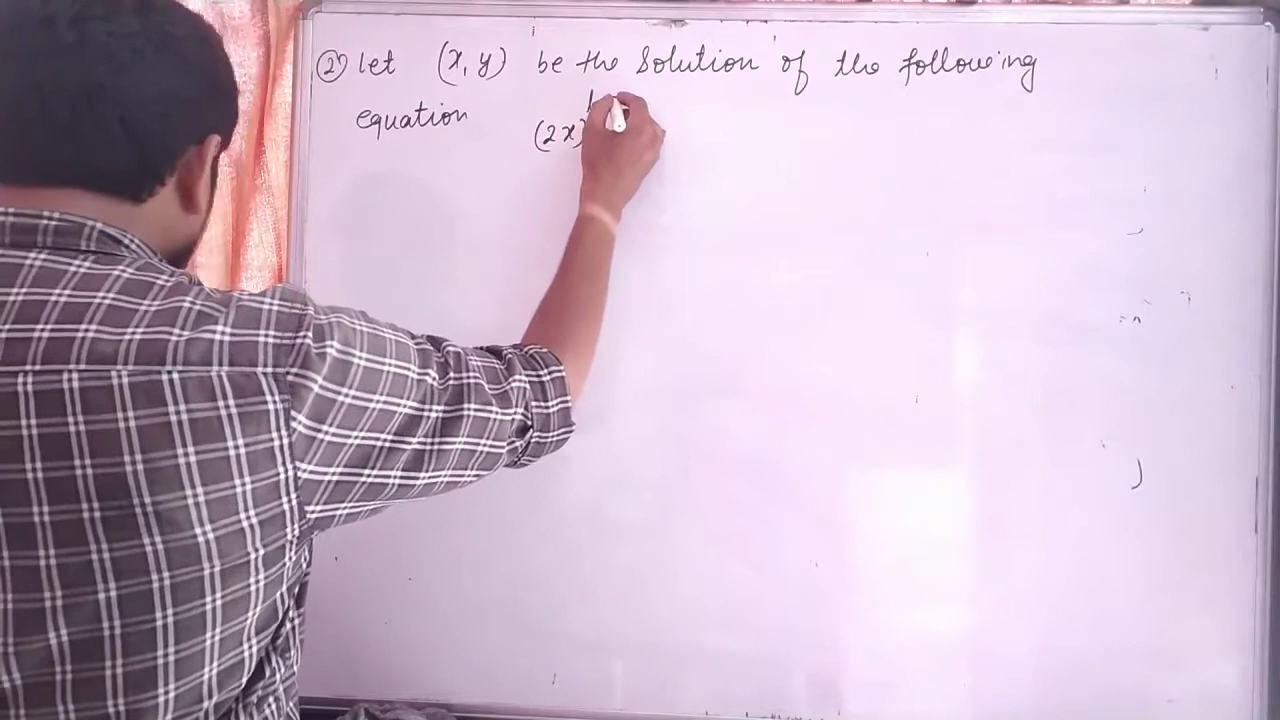 (2) Let (x, y) be the Solution of the following
equation (2x)